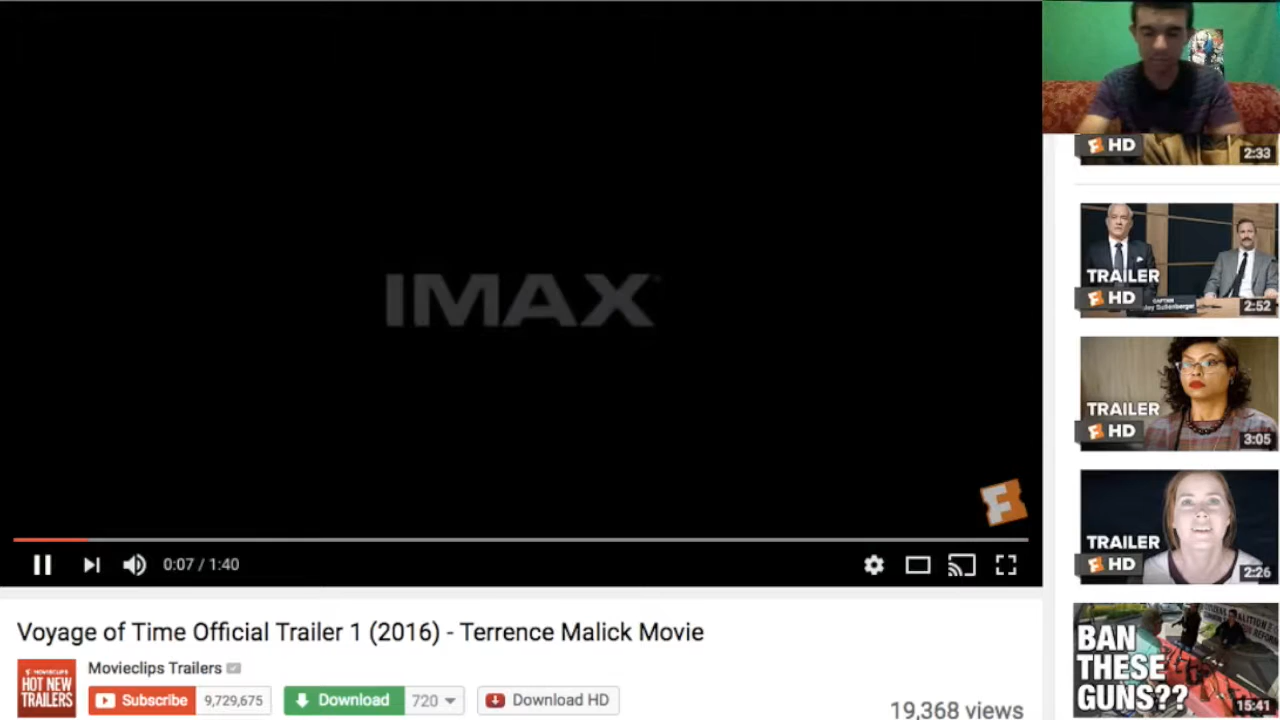 IMAX
HD
2:33
TRAILER
HD
CAPTAIN
2:52
TRAILER
HD
3:05
TRAILER
HD
2:26
BAN
THESE
GUNS??
15:41
0:07 / 1:40
Voyage of Time Official Trailer 1 (2016) - Terrence Malick Movie
MOVIECLIPS
HOT NEW
TRAILERS
Movieclips Trailers
Subscribe 9,729,675 Download 720 Download HD
19,368 views